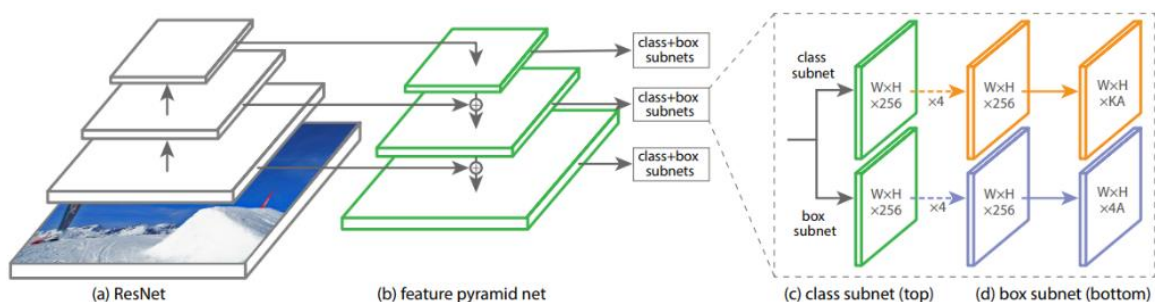 class+box
subnets
class+box
subnets
class+box
subnets
class
subnet
W×H
×256
×4
W×H
×256
W×H
×KA
box
subnet
W×H
×256
×4
W×H
×256
W×H
×4A
(a) ResNet
(b) feature pyramid net
(c) class subnet (top)
(d) box subnet (bottom)